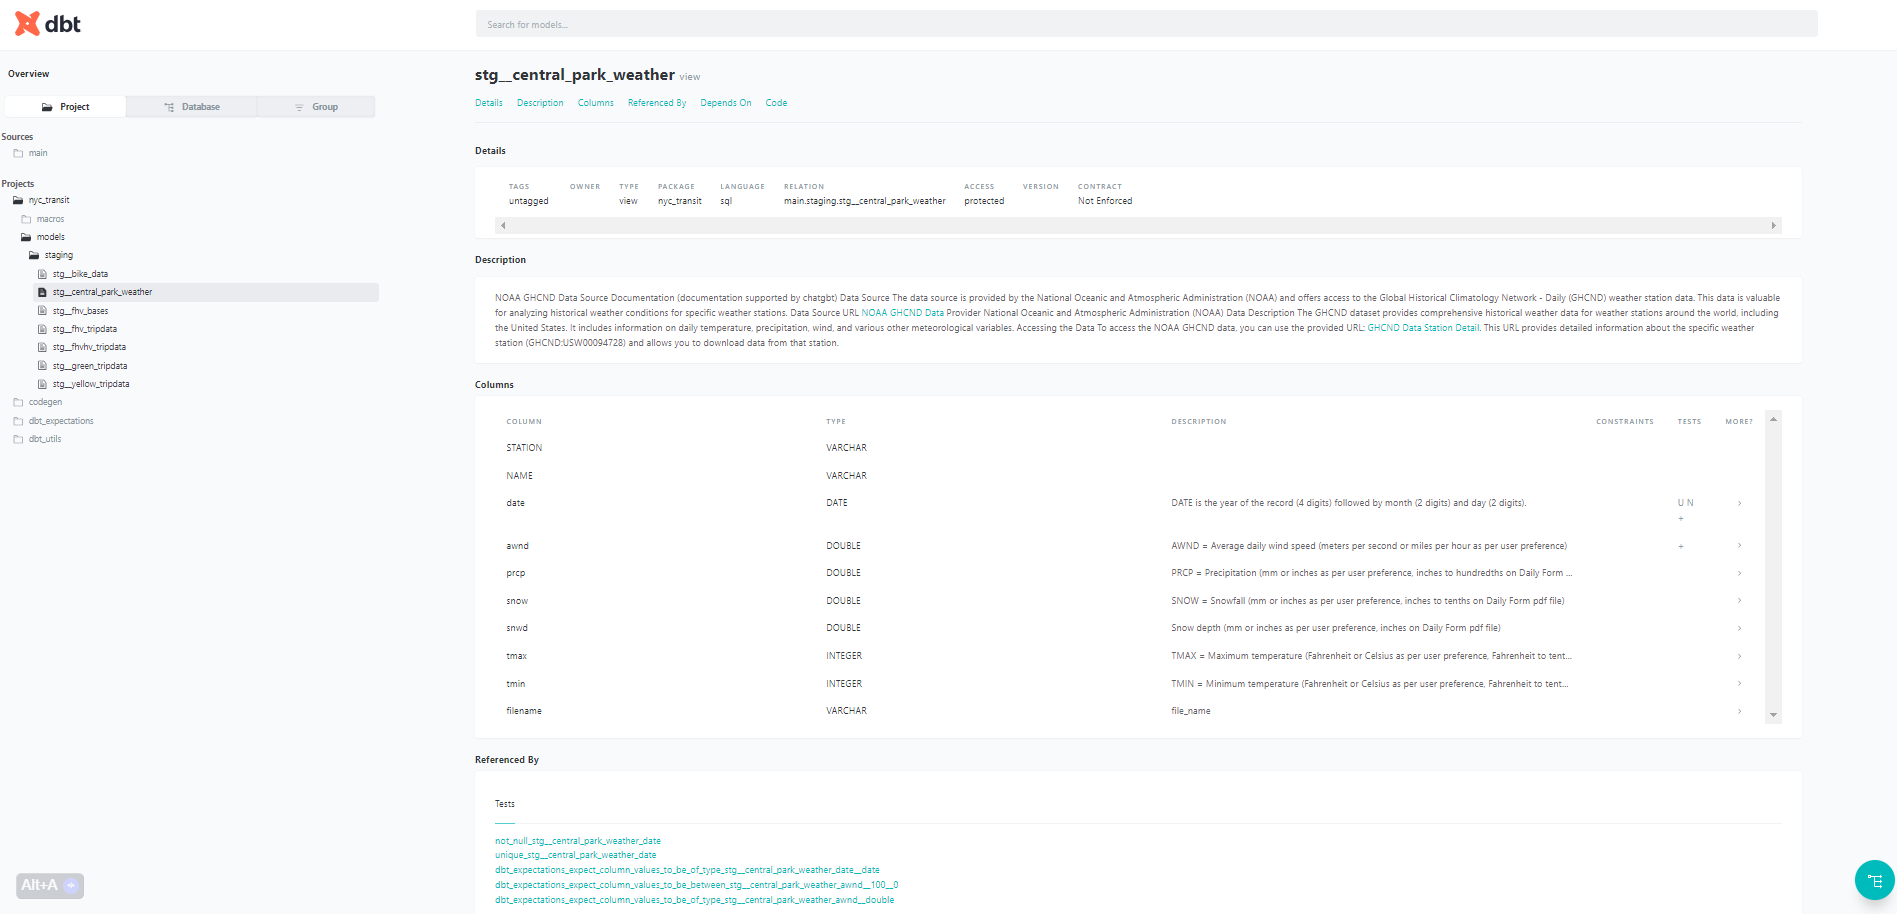 dbt
Search for models...
Overview
Project Database Group
Sources
main
Projects
nyc_transit
macros
models
staging
stg__bike_data
stg__central_park_weather
stg__fhv_bases
stg__fhv_tripdata
stg__fhvhv_tripdata
stg__green_tripdata
stg__yellow_tripdata
codegen
dbt_expectations
dbt_utils
Alt+A
stg__central_park_weather view
Details Description Columns Referenced By Depends On Code
Details
TAGS OWNER TYPE PACKAGE LANGUAGE RELATION ACCESS VERSION CONTRACT
untagged view nyc_transit sql main.staging.stg__central_park_weather protected Not Enforced
Description
NOAA GHCND Data Source Documentation (documentation supported by chatgbt) Data Source The data source is provided by the National Oceanic and Atmospheric Administration (NOAA) and offers access to the Global Historical Climatology Network - Daily (GHCND) weather station data. This data is valuable
for analyzing historical weather conditions for specific weather stations. Data Source URL NOAA GHCND Data Provider National Oceanic and Atmospheric Administration (NOAA) Data Description The GHCND dataset provides comprehensive historical weather data for weather stations around the world, including
the United States. It includes information on daily temperature, precipitation, wind, and various other meteorological variables. Accessing the Data To access the NOAA GHCND data, you can use the provided URL: GHCND Data Station Detail. This URL provides detailed information about the specific weather
station (GHCND:USW00094728) and allows you to download data from that station.
Columns
COLUMN TYPE DESCRIPTION CONSTRAINTS TESTS MORE?
STATION VARCHAR
NAME VARCHAR
date DATE DATE is the year of the record (4 digits) followed by month (2 digits) and day (2 digits). U N
+
awnd DOUBLE AWND = Average daily wind speed (meters per second or miles per hour as per user preference) +
prcp DOUBLE PRCP = Precipitation (mm or inches as per user preference, inches to hundredths on Daily Form ...
snow DOUBLE SNOW = Snowfall (mm or inches as per user preference, inches to tenths on Daily Form pdf file)
snwd DOUBLE Snow depth (mm or inches as per user preference, inches on Daily Form pdf file)
tmax INTEGER TMAX = Maximum temperature (Fahrenheit or Celsius as per user preference, Fahrenheit to tent...
tmin INTEGER TMIN = Minimum temperature (Fahrenheit or Celsius as per user preference, Fahrenheit to tent...
filename VARCHAR file_name
Referenced By
Tests
not_null_stg__central_park_weather_date
unique_stg__central_park_weather_date
dbt_expectations_expect_column_values_to_be_of_type_stg__central_park_weather_date__date
dbt_expectations_expect_column_values_to_be_between_stg__central_park_weather_awnd__100__0
dbt_expectations_expect_column_values_to_be_of_type_stg__central_park_weather_awnd__double